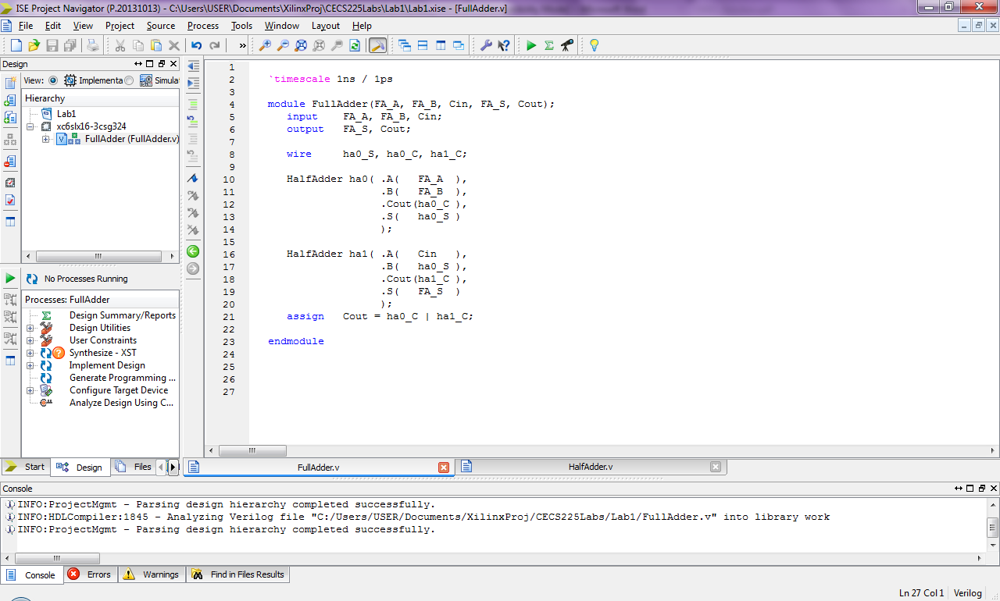 ISE Project Navigator (P.20131013) - C:\Users\USER\Documents\XilinxProj\CECS225Labs\Lab1\Lab1.xise - [FullAdder.v]
File Edit View Project Source Process Tools Window Layout Help
Design
View: Implementa Simula
Hierarchy
Lab1
xc6slx16-3csg324
FullAdder (FullAdder.v)
No Processes Running
Processes: FullAdder
Design Summary/Reports
Design Utilities
User Constraints
Synthesize - XST
Implement Design
Generate Programming ...
Configure Target Device
Analyze Design Using C...
Start Design Files
1
2 `timescale 1ns / 1ps
3
4 module FullAdder(FA_A, FA_B, Cin, FA_S, Cout);
5 input FA_A, FA_B, Cin;
6 output FA_S, Cout;
7
8 wire ha0_S, ha0_C, ha1_C;
9
10 HalfAdder ha0( .A( FA_A ),
11 .B( FA_B ),
12 .Cout(ha0_C ),
13 .S( ha0_S )
14 );
15
16 HalfAdder ha1( .A( Cin ),
17 .B( ha0_S ),
18 .Cout(ha1_C ),
19 .S( FA_S )
20 );
21 assign Cout = ha0_C | ha1_C;
22
23 endmodule
24
25
26
27
FullAdder.v HalfAdder.v
Console
INFO:ProjectMgmt - Parsing design hierarchy completed successfully.
INFO:HDLCompiler:1845 - Analyzing Verilog file "C:/Users/USER/Documents/XilinxProj/CECS225Labs/Lab1/FullAdder.v" into library work
INFO:ProjectMgmt - Parsing design hierarchy completed successfully.
Console Errors Warnings Find in Files Results
Ln 27 Col 1 Verilog